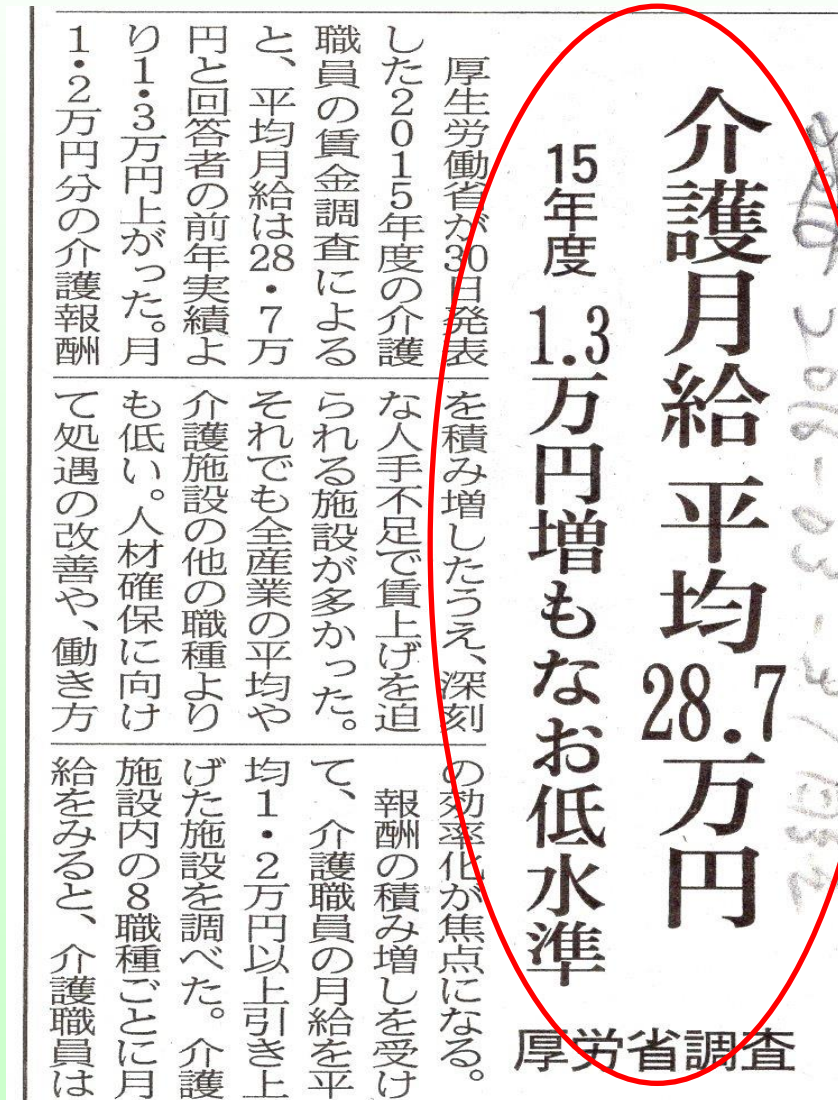 介護月給 平均28.7万円
15年度 1.3万円増もなお低水準
厚労省調査
厚生労働省が30日発表
した2015年度の介護
職員の賃金調査による
と、平均月給は28・7万
円と回答者の前年実績よ
り1・3万円上がった。月
1・2万円分の介護報酬
を積み増したうえ、深刻
な人手不足で賃上げを迫
られる施設が多かった。
それでも全産業の平均や
介護施設の他の職種より
も低い。人材確保に向け
て処遇の改善や、働き方
の効率化が焦点になる。
報酬の積み増しを受け
て、介護職員の月給を平
均1・2万円以上引き上
げた施設を調べた。介護
施設内の8職種ごとに月
給をみると、介護職員は